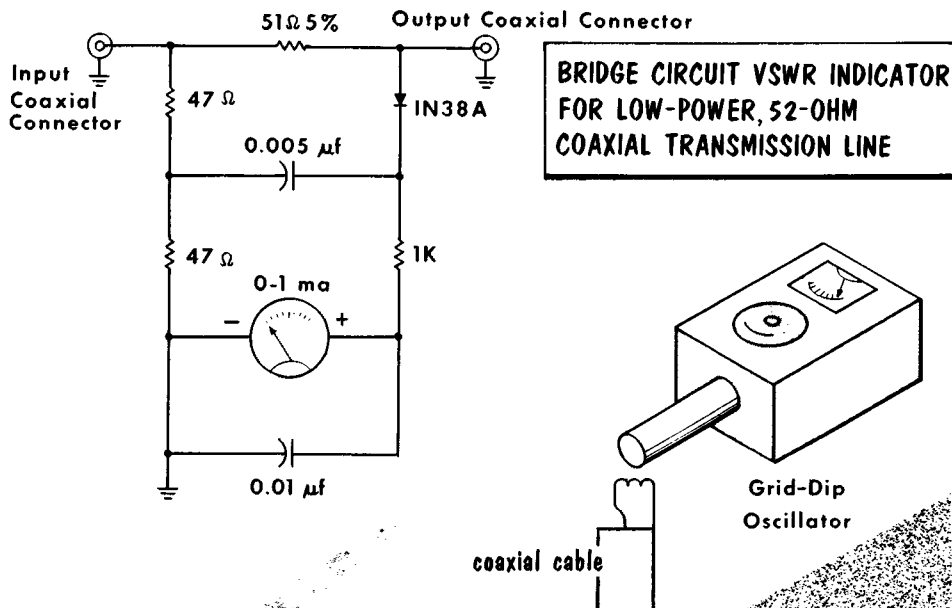 51Ω 5%
Output Coaxial Connector
Input
Coaxial
Connector
47 Ω
IN38A
0.005 µf
47 Ω
1K
0-1 ma
− +
0.01 µf
BRIDGE CIRCUIT VSWR INDICATOR
FOR LOW-POWER, 52-OHM
COAXIAL TRANSMISSION LINE
Grid-Dip
Oscillator
coaxial cable